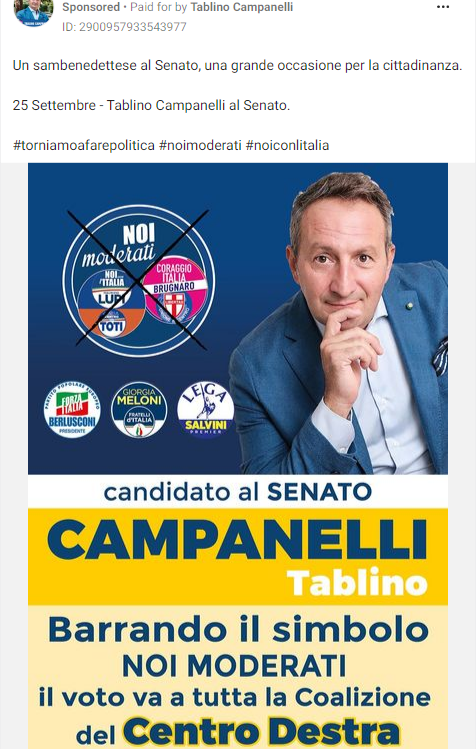 Sponsored • Paid for by Tablino Campanelli
ID: 2900957933543977
Un sambenedettese al Senato, una grande occasione per la cittadinanza.
25 Settembre - Tablino Campanelli al Senato.
#torniamoafarepolitica #noimoderati #noiconlitalia
NOI
moderati
NOI...
L'ITALIA
LUPI
TOTI
CORAGGIO
ITALIA
BRUGNARO
PARTITO POPOLARE EUROPEO
FORZA
ITALIA
BERLUSCONI
PRESIDENTE
GIORGIA
MELONI
FRATELLI
d'ITALIA
LEGA
SALVINI
PREMIER
candidato al SENATO
CAMPANELLI
Tablino
Barrando il simbolo
NOI MODERATI
il voto va a tutta la Coalizione
del Centro Destra